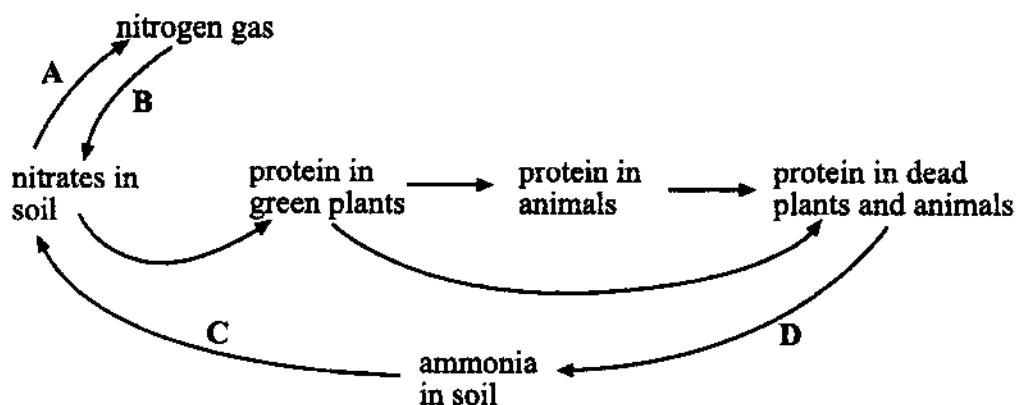 nitrogen gas
A
B
nitrates in
soil
protein in
green plants
protein in
animals
protein in dead
plants and animals
C
D
ammonia
in soil